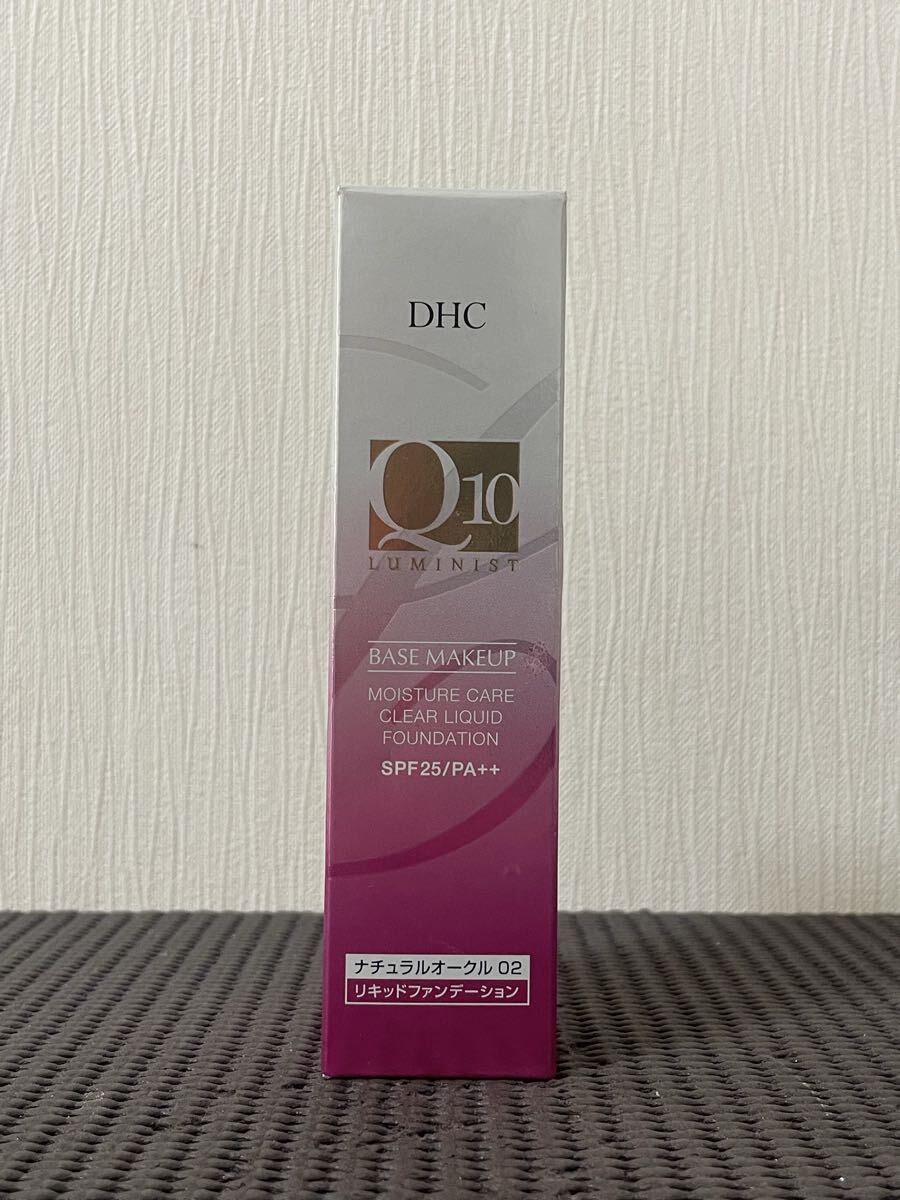 DHC
Q10
LUMINIST
BASE MAKEUP
MOISTURE CARE
CLEAR LIQUID
FOUNDATION
SPF25/PA++
ナチュラルオークル 02
リキッドファンデーション